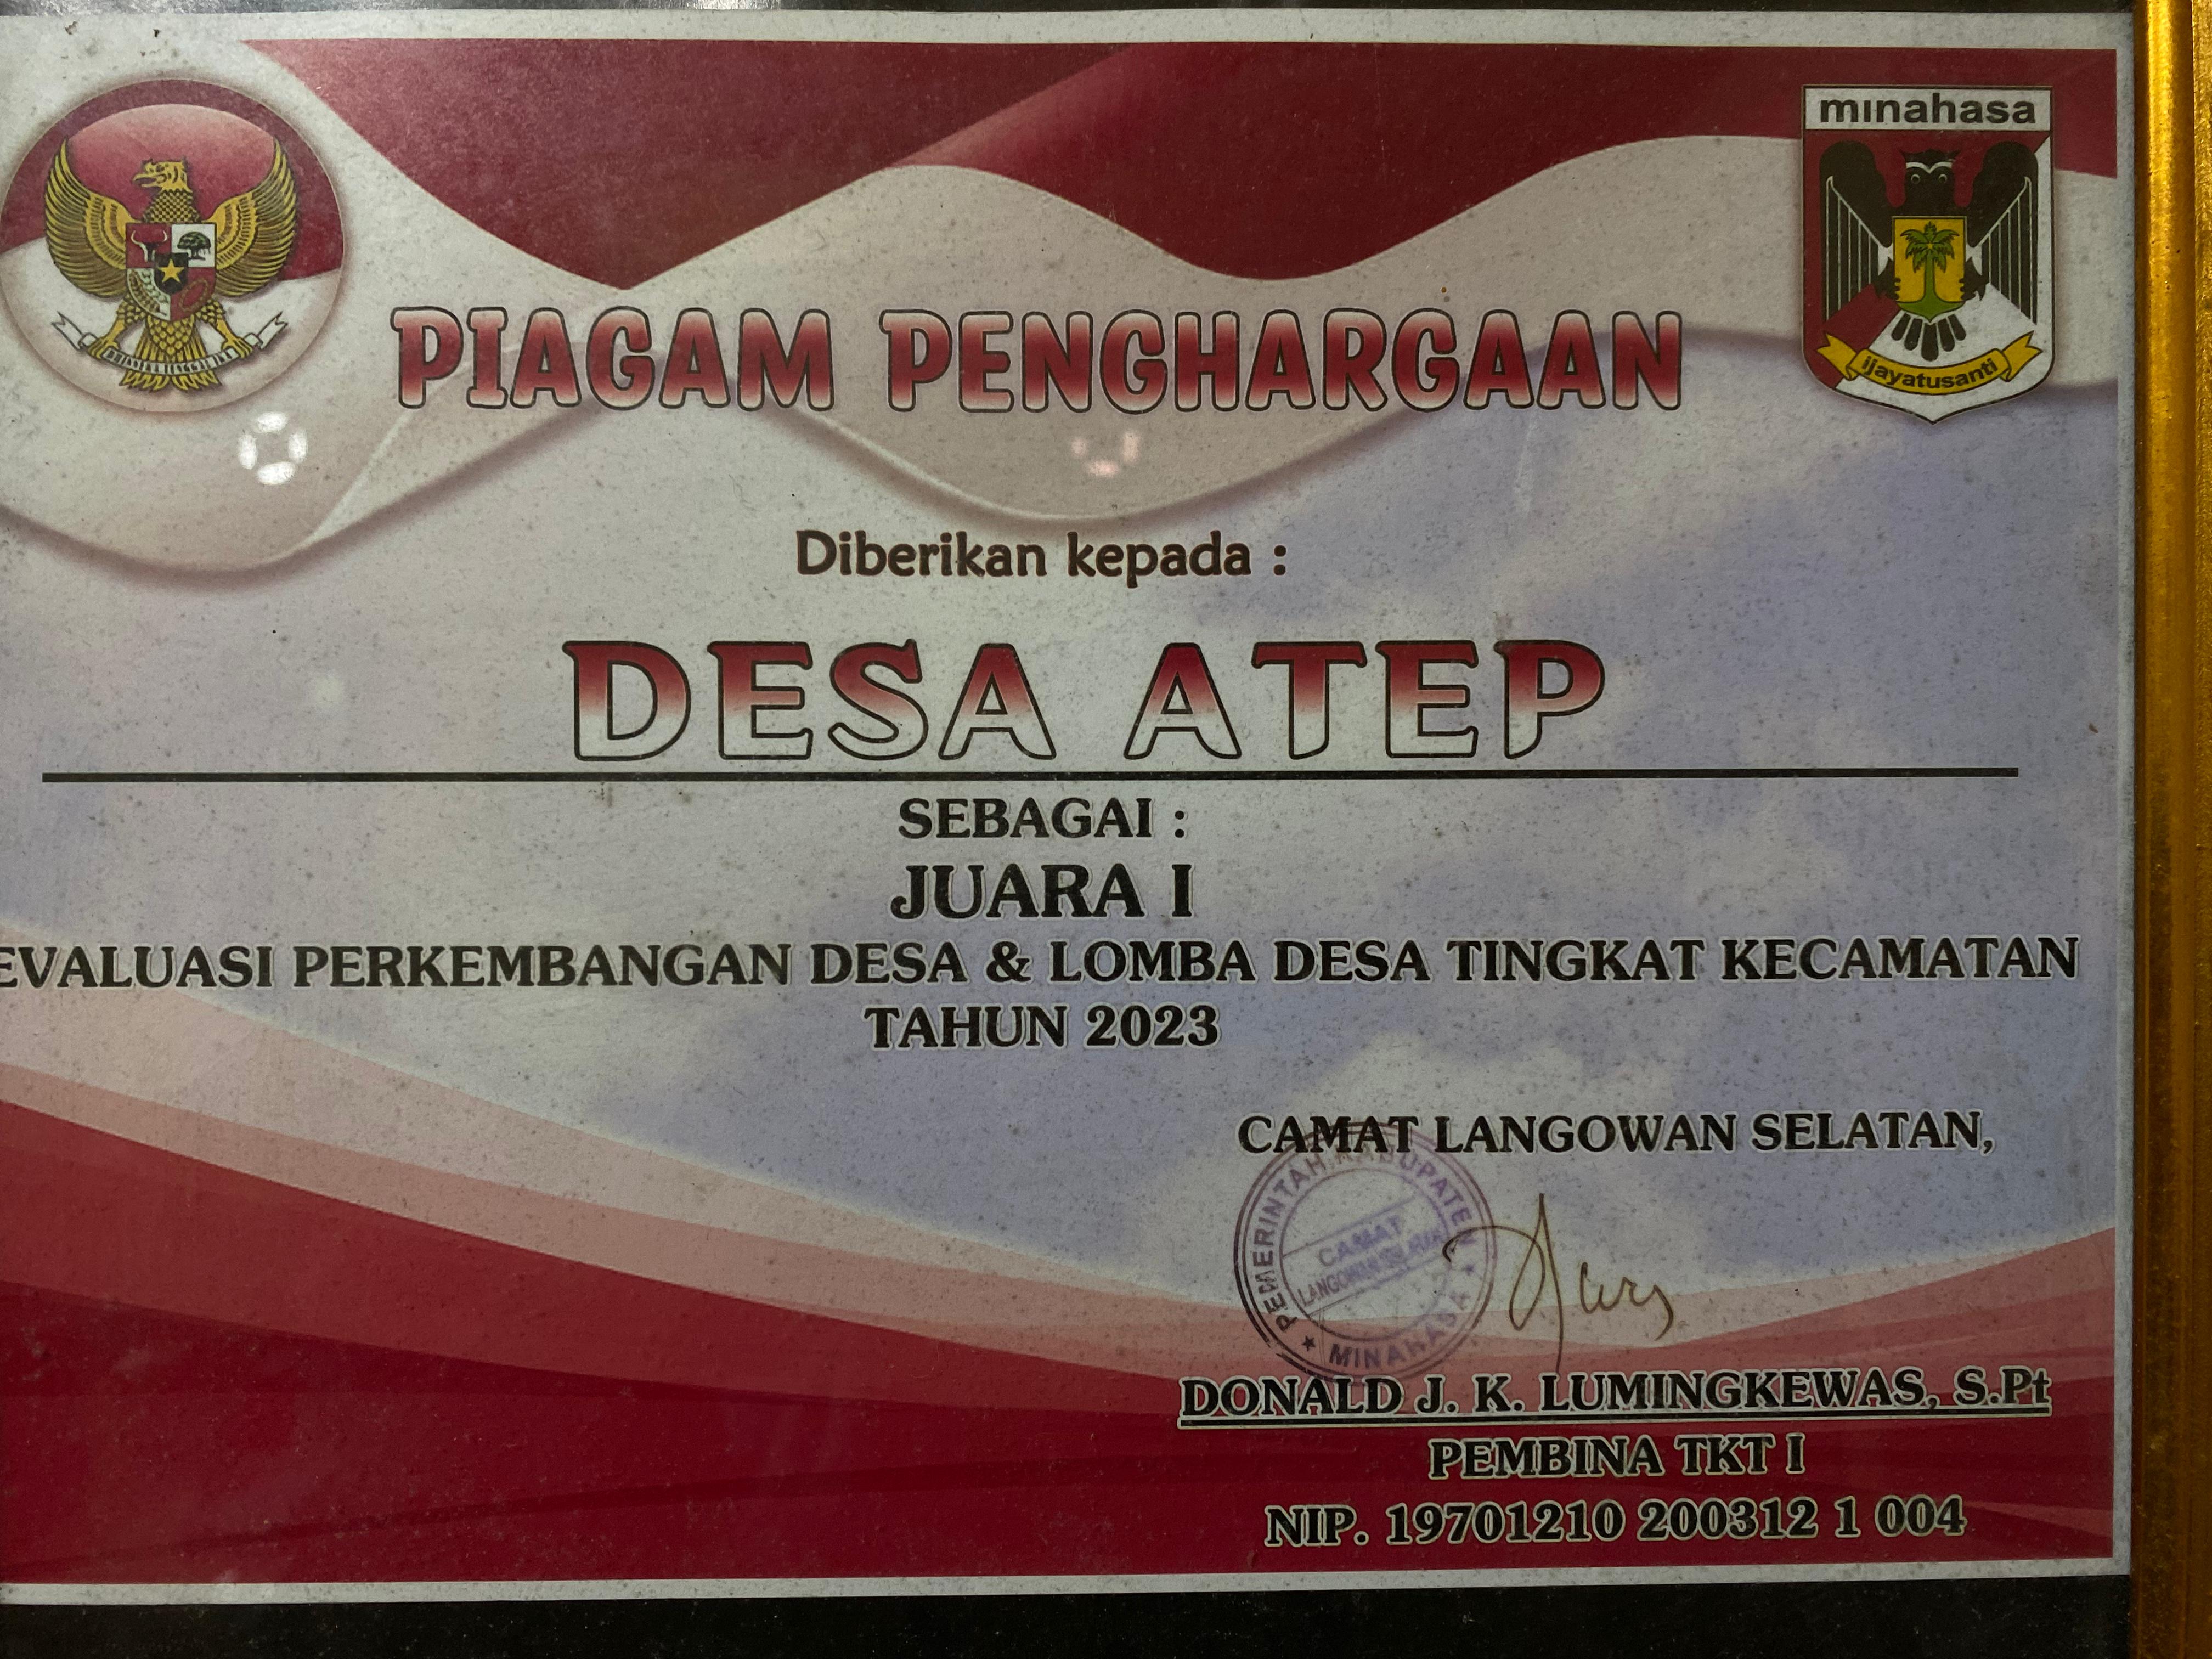 minahasa
ijayatusanti
PIAGAM PENGHARGAAN
Diberikan kepada :
DESA ATEP
SEBAGAI :
JUARA I
EVALUASI PERKEMBANGAN DESA & LOMBA DESA TINGKAT KECAMATAN
TAHUN 2023
CAMAT LANGOWAN SELATAN,
PEMERINTAH KABUPATEN
CAMAT
LANGOWAN SELATAN
MINAHASA
DONALD J. K. LUMINGKEWAS, S.Pt
PEMBINA TKT I
NIP. 19701210 200312 1 004